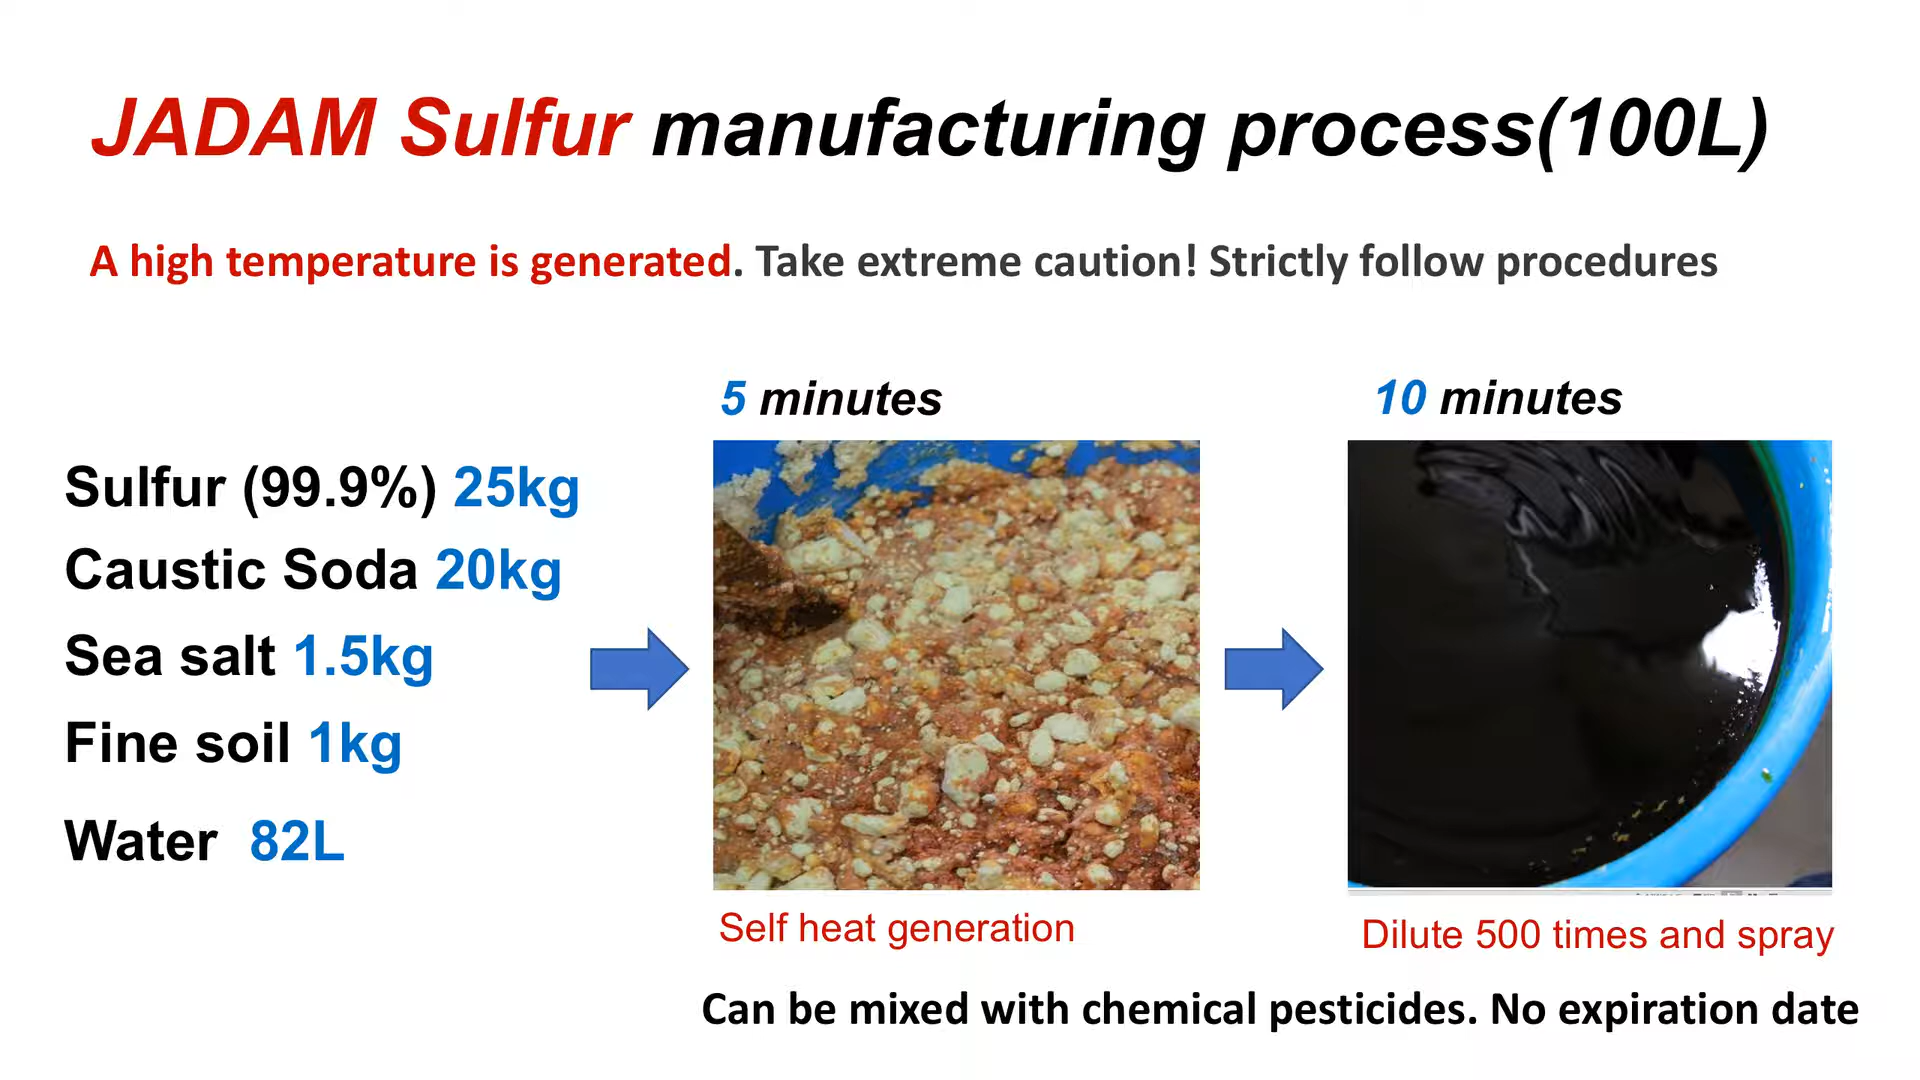 JADAM Sulfur manufacturing process(100L)
A high temperature is generated. Take extreme caution! Strictly follow procedures
5 minutes
10 minutes
Sulfur (99.9%) 25kg
Caustic Soda 20kg
Sea salt 1.5kg
Fine soil 1kg
Water 82L
Self heat generation
Dilute 500 times and spray
Can be mixed with chemical pesticides. No expiration date